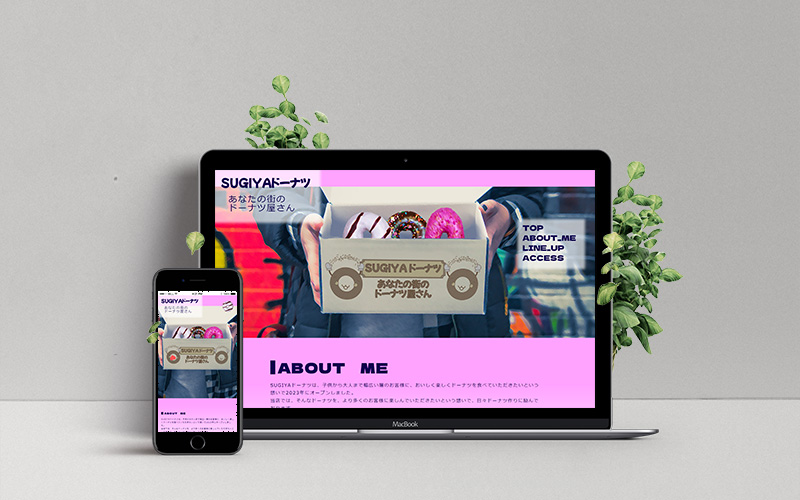 SUGIYAドーナツ
あなたの街の
ドーナツ屋さん
TOP
ABOUT_ME
LINE_UP
ACCESS
SUGIYAドーナツ
あなたの街の
ドーナツ屋さん
ABOUT ME
SUGIYAドーナツは、子供から大人まで幅広い層のお客様に、おいしく楽しくドーナツを食べていただきたいという
想いで2023年にオープンしました。
当店では、そんなドーナツを、より多くのお客様に楽しんでいただきたいという想いで、日々ドーナツ作りに励んで
MacBook
SUGIYAドーナツ
あなたの街の
ドーナツ屋さん
SUGIYAドーナツ
あなたの街の
ドーナツ屋さん
ABOUT ME